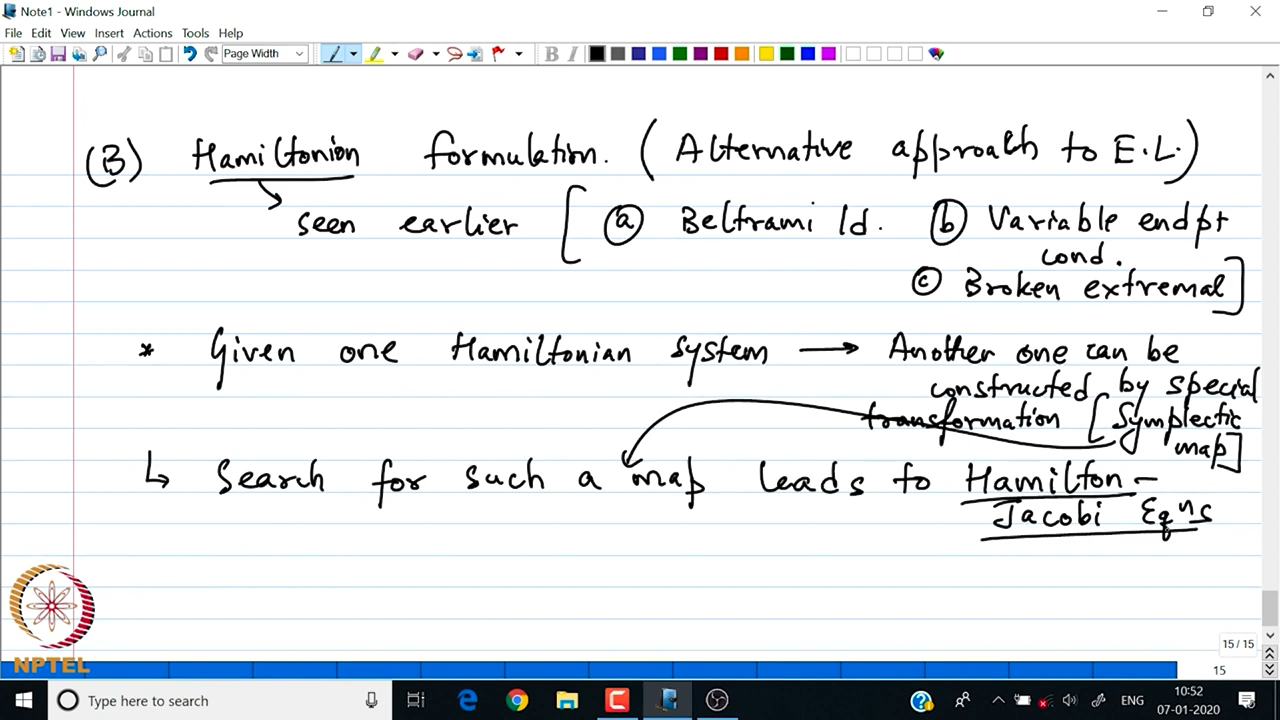 Note1 - Windows Journal
File Edit View Insert Actions Tools Help
Page Width B I
(B) Hamiltonion formulation. (Alternative approach to E.L.)
seen earlier [ (a) Beltrami Id. (b) Variable endpt
cond.
(c) Broken extremal ]
* Given one Hamiltonian system → Another one can be
constructed by special
transformation [ Symplectic
map ]
↳ Search for such a map leads to Hamilton-
Jacobi Eqns
15 / 15
NPTEL
15
Type here to search
ENG
10:52
07-01-2020